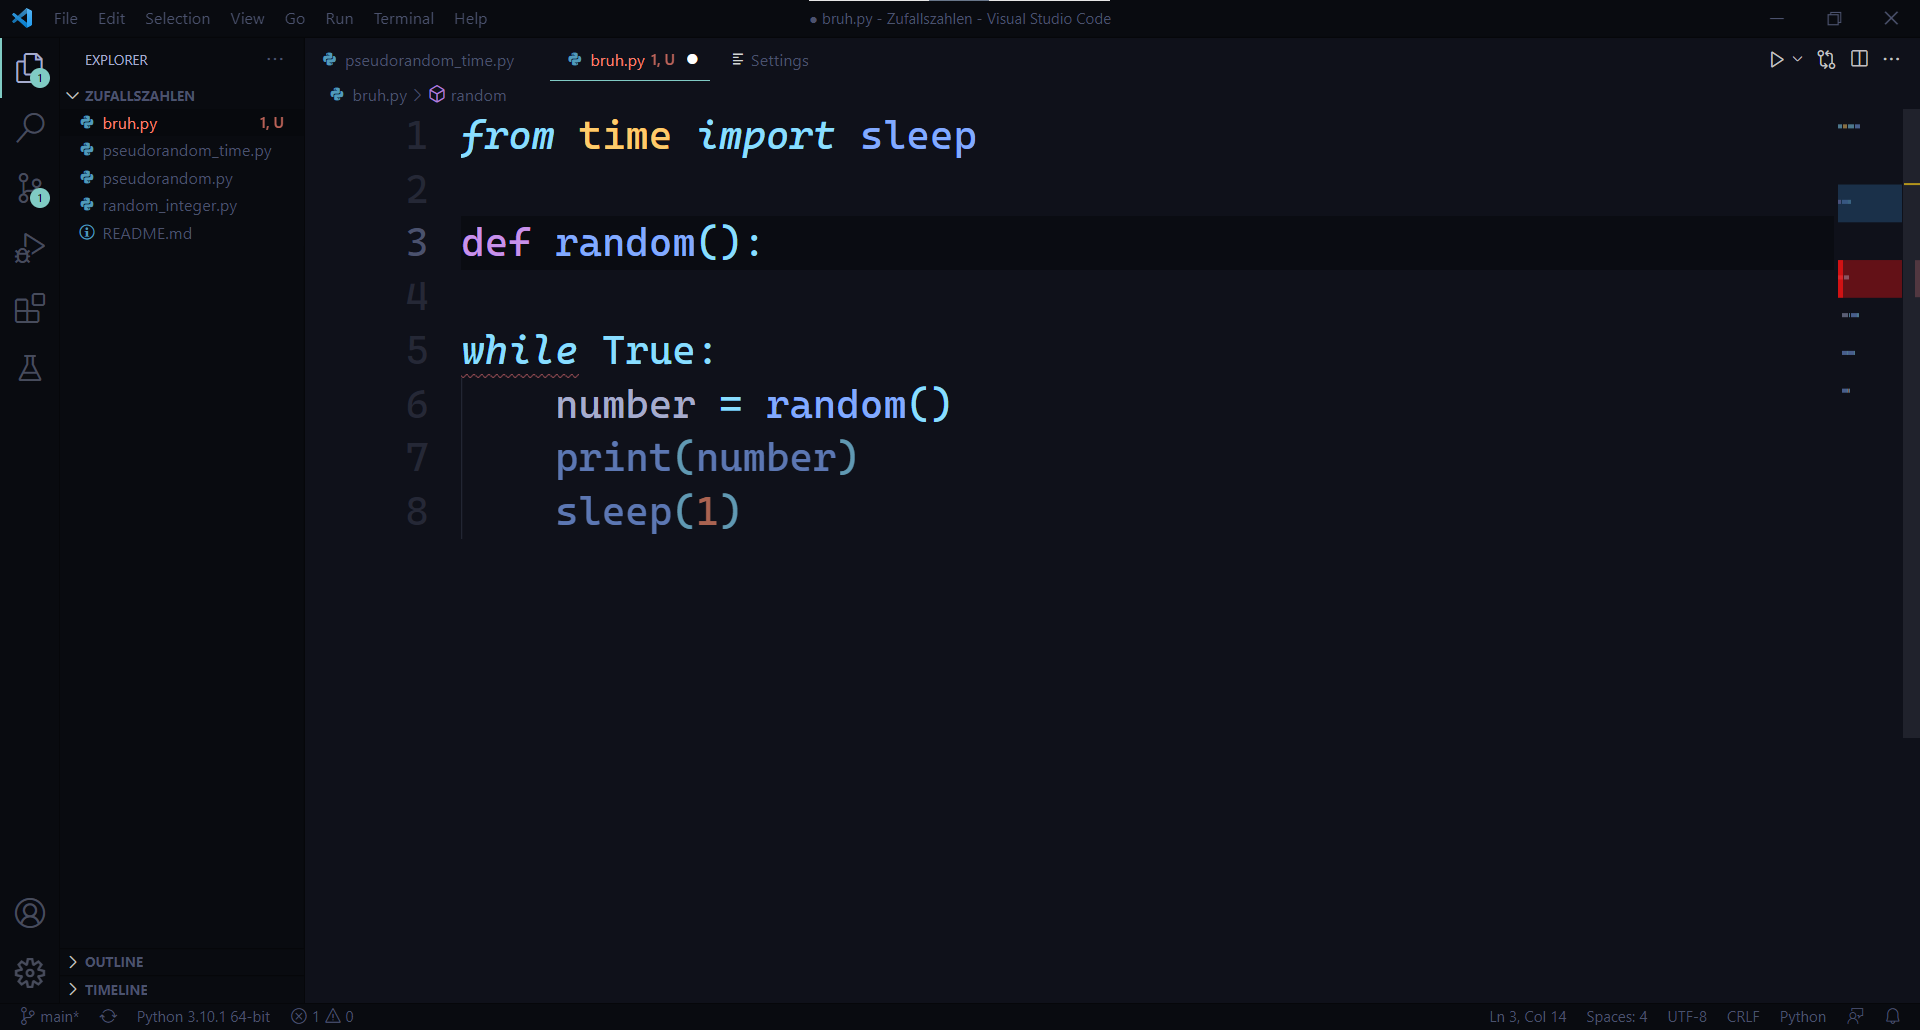 File Edit Selection View Go Run Terminal Help
● bruh.py - Zufallszahlen - Visual Studio Code
EXPLORER
1
ZUFALLSZAHLEN
bruh.py 1, U
pseudorandom_time.py
pseudorandom.py
random_integer.py
README.md
1
OUTLINE
TIMELINE
pseudorandom_time.py bruh.py 1, U ● Settings
bruh.py > random
1 from time import sleep
2
3 def random():
4
5 while True:
6 number = random()
7 print(number)
8 sleep(1)
main* Python 3.10.1 64-bit 1 0 Ln 3, Col 14 Spaces: 4 UTF-8 CRLF Python